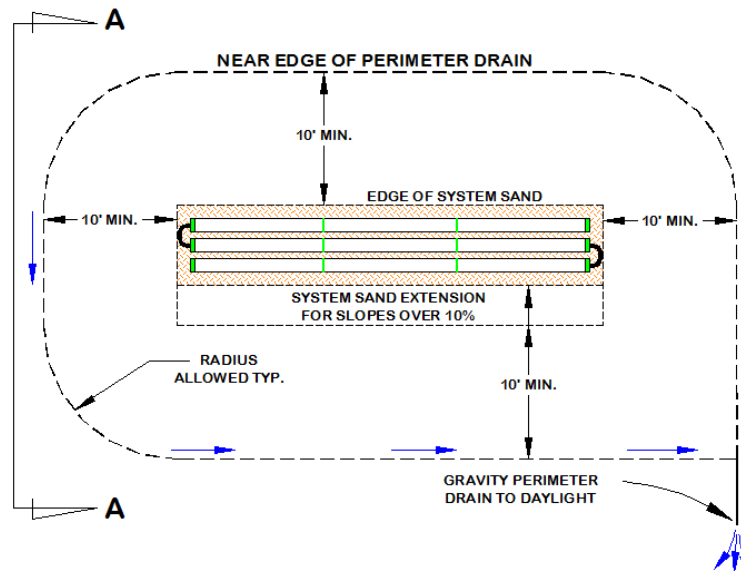 A
NEAR EDGE OF PERIMETER DRAIN
10' MIN.
EDGE OF SYSTEM SAND
10' MIN.
10' MIN.
SYSTEM SAND EXTENSION
FOR SLOPES OVER 10%
RADIUS
ALLOWED TYP.
10' MIN.
GRAVITY PERIMETER
DRAIN TO DAYLIGHT
A